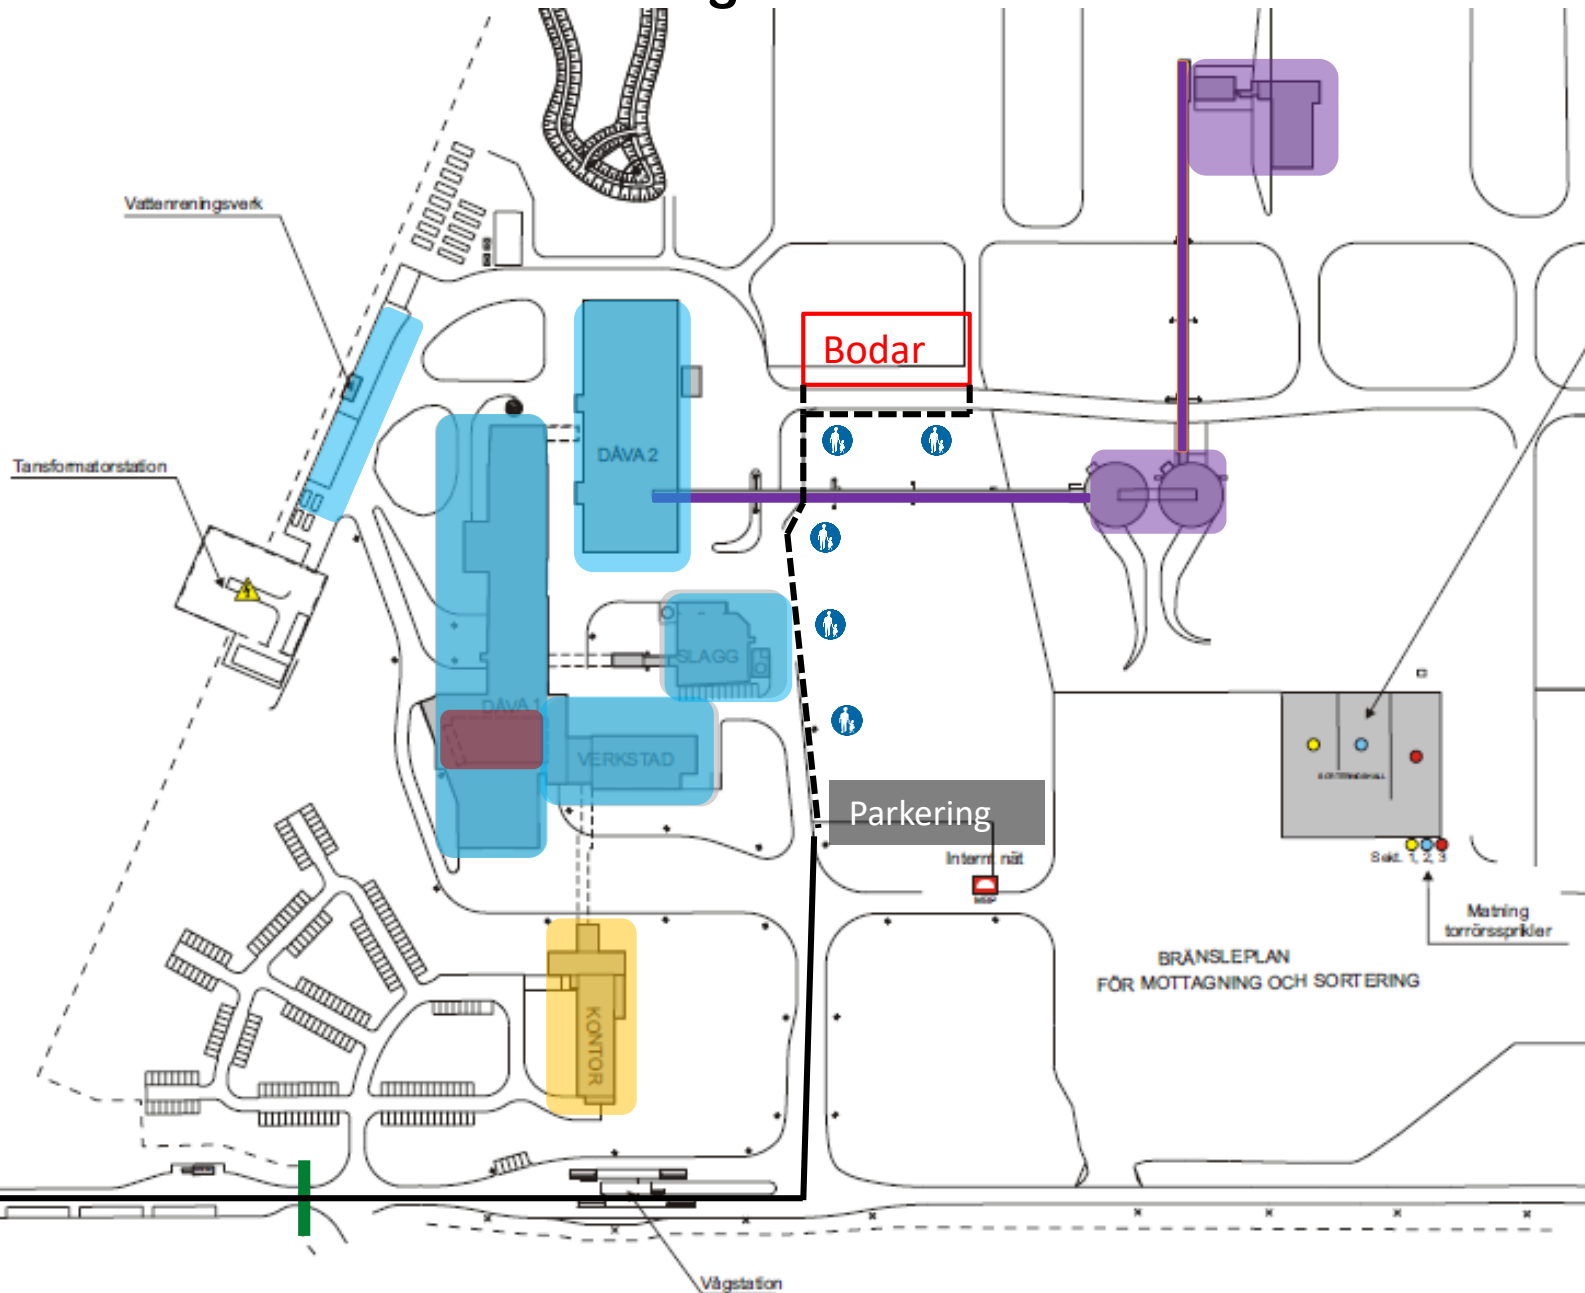 Vattenreningsverk
Bodar
DÅVA 2
Tansformatorstation
SLAGG
DÅVA 1
VERKSTAD
Parkering
SORTERINGSHALL
Internt nät
Sekt. 1, 2, 3
Matning
torrörssprikler
BRÄNSLEPLAN
FÖR MOTTAGNING OCH SORTERING
KONTOR
Vågstation